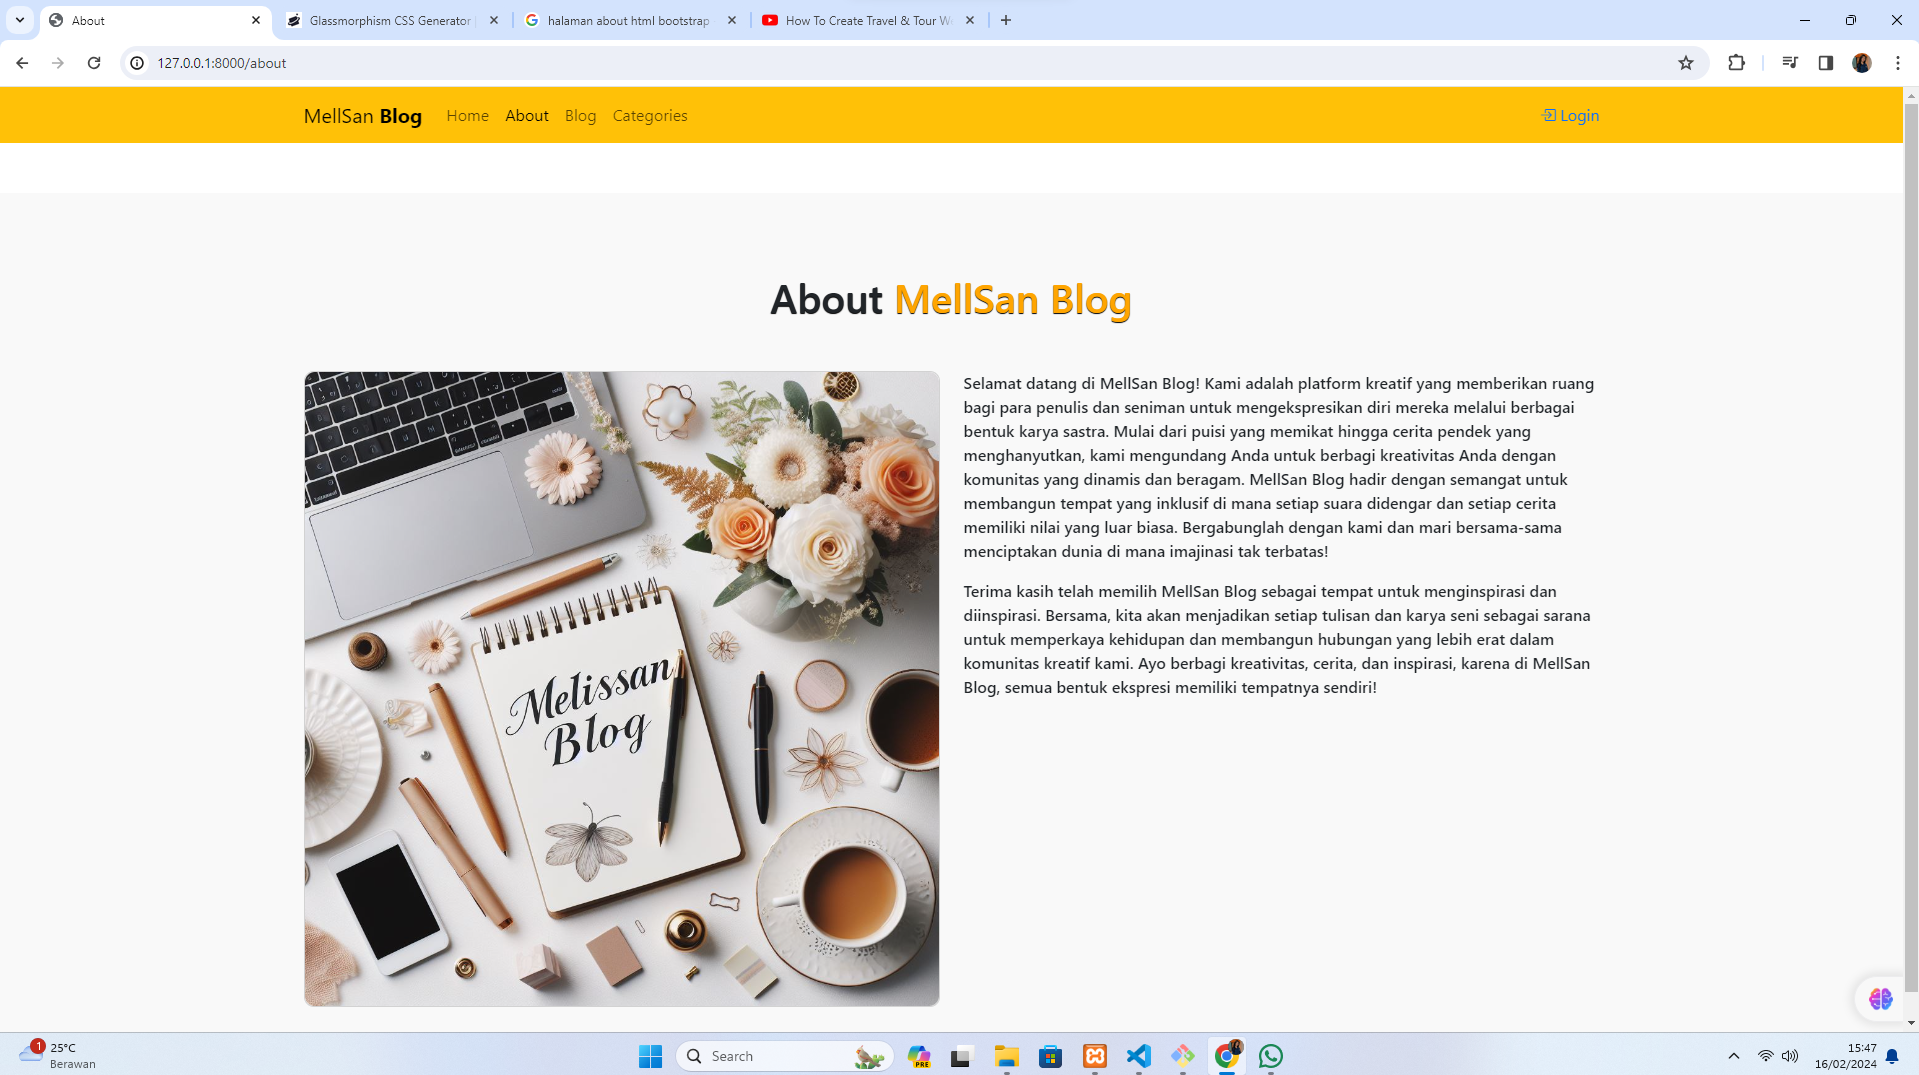 About
Glassmorphism CSS Generator
halaman about html bootstrap
How To Create Travel & Tour W
127.0.0.1:8000/about
MellSan Blog
Home
About
Blog
Categories
Login
About MellSan Blog
Selamat datang di MellSan Blog! Kami adalah platform kreatif yang memberikan ruang
bagi para penulis dan seniman untuk mengekspresikan diri mereka melalui berbagai
bentuk karya sastra. Mulai dari puisi yang memikat hingga cerita pendek yang
menghanyutkan, kami mengundang Anda untuk berbagi kreativitas Anda dengan
komunitas yang dinamis dan beragam. MellSan Blog hadir dengan semangat untuk
membangun tempat yang inklusif di mana setiap suara didengar dan setiap cerita
memiliki nilai yang luar biasa. Bergabunglah dengan kami dan mari bersama-sama
menciptakan dunia di mana imajinasi tak terbatas!
Terima kasih telah memilih MellSan Blog sebagai tempat untuk menginspirasi dan
diinspirasi. Bersama, kita akan menjadikan setiap tulisan dan karya seni sebagai sarana
untuk memperkaya kehidupan dan membangun hubungan yang lebih erat dalam
komunitas kreatif kami. Ayo berbagi kreativitas, cerita, dan inspirasi, karena di MellSan
Blog, semua bentuk ekspresi memiliki tempatnya sendiri!
Melissan
Blog
1
25°C
Berawan
Search
PRE
15:47
16/02/2024